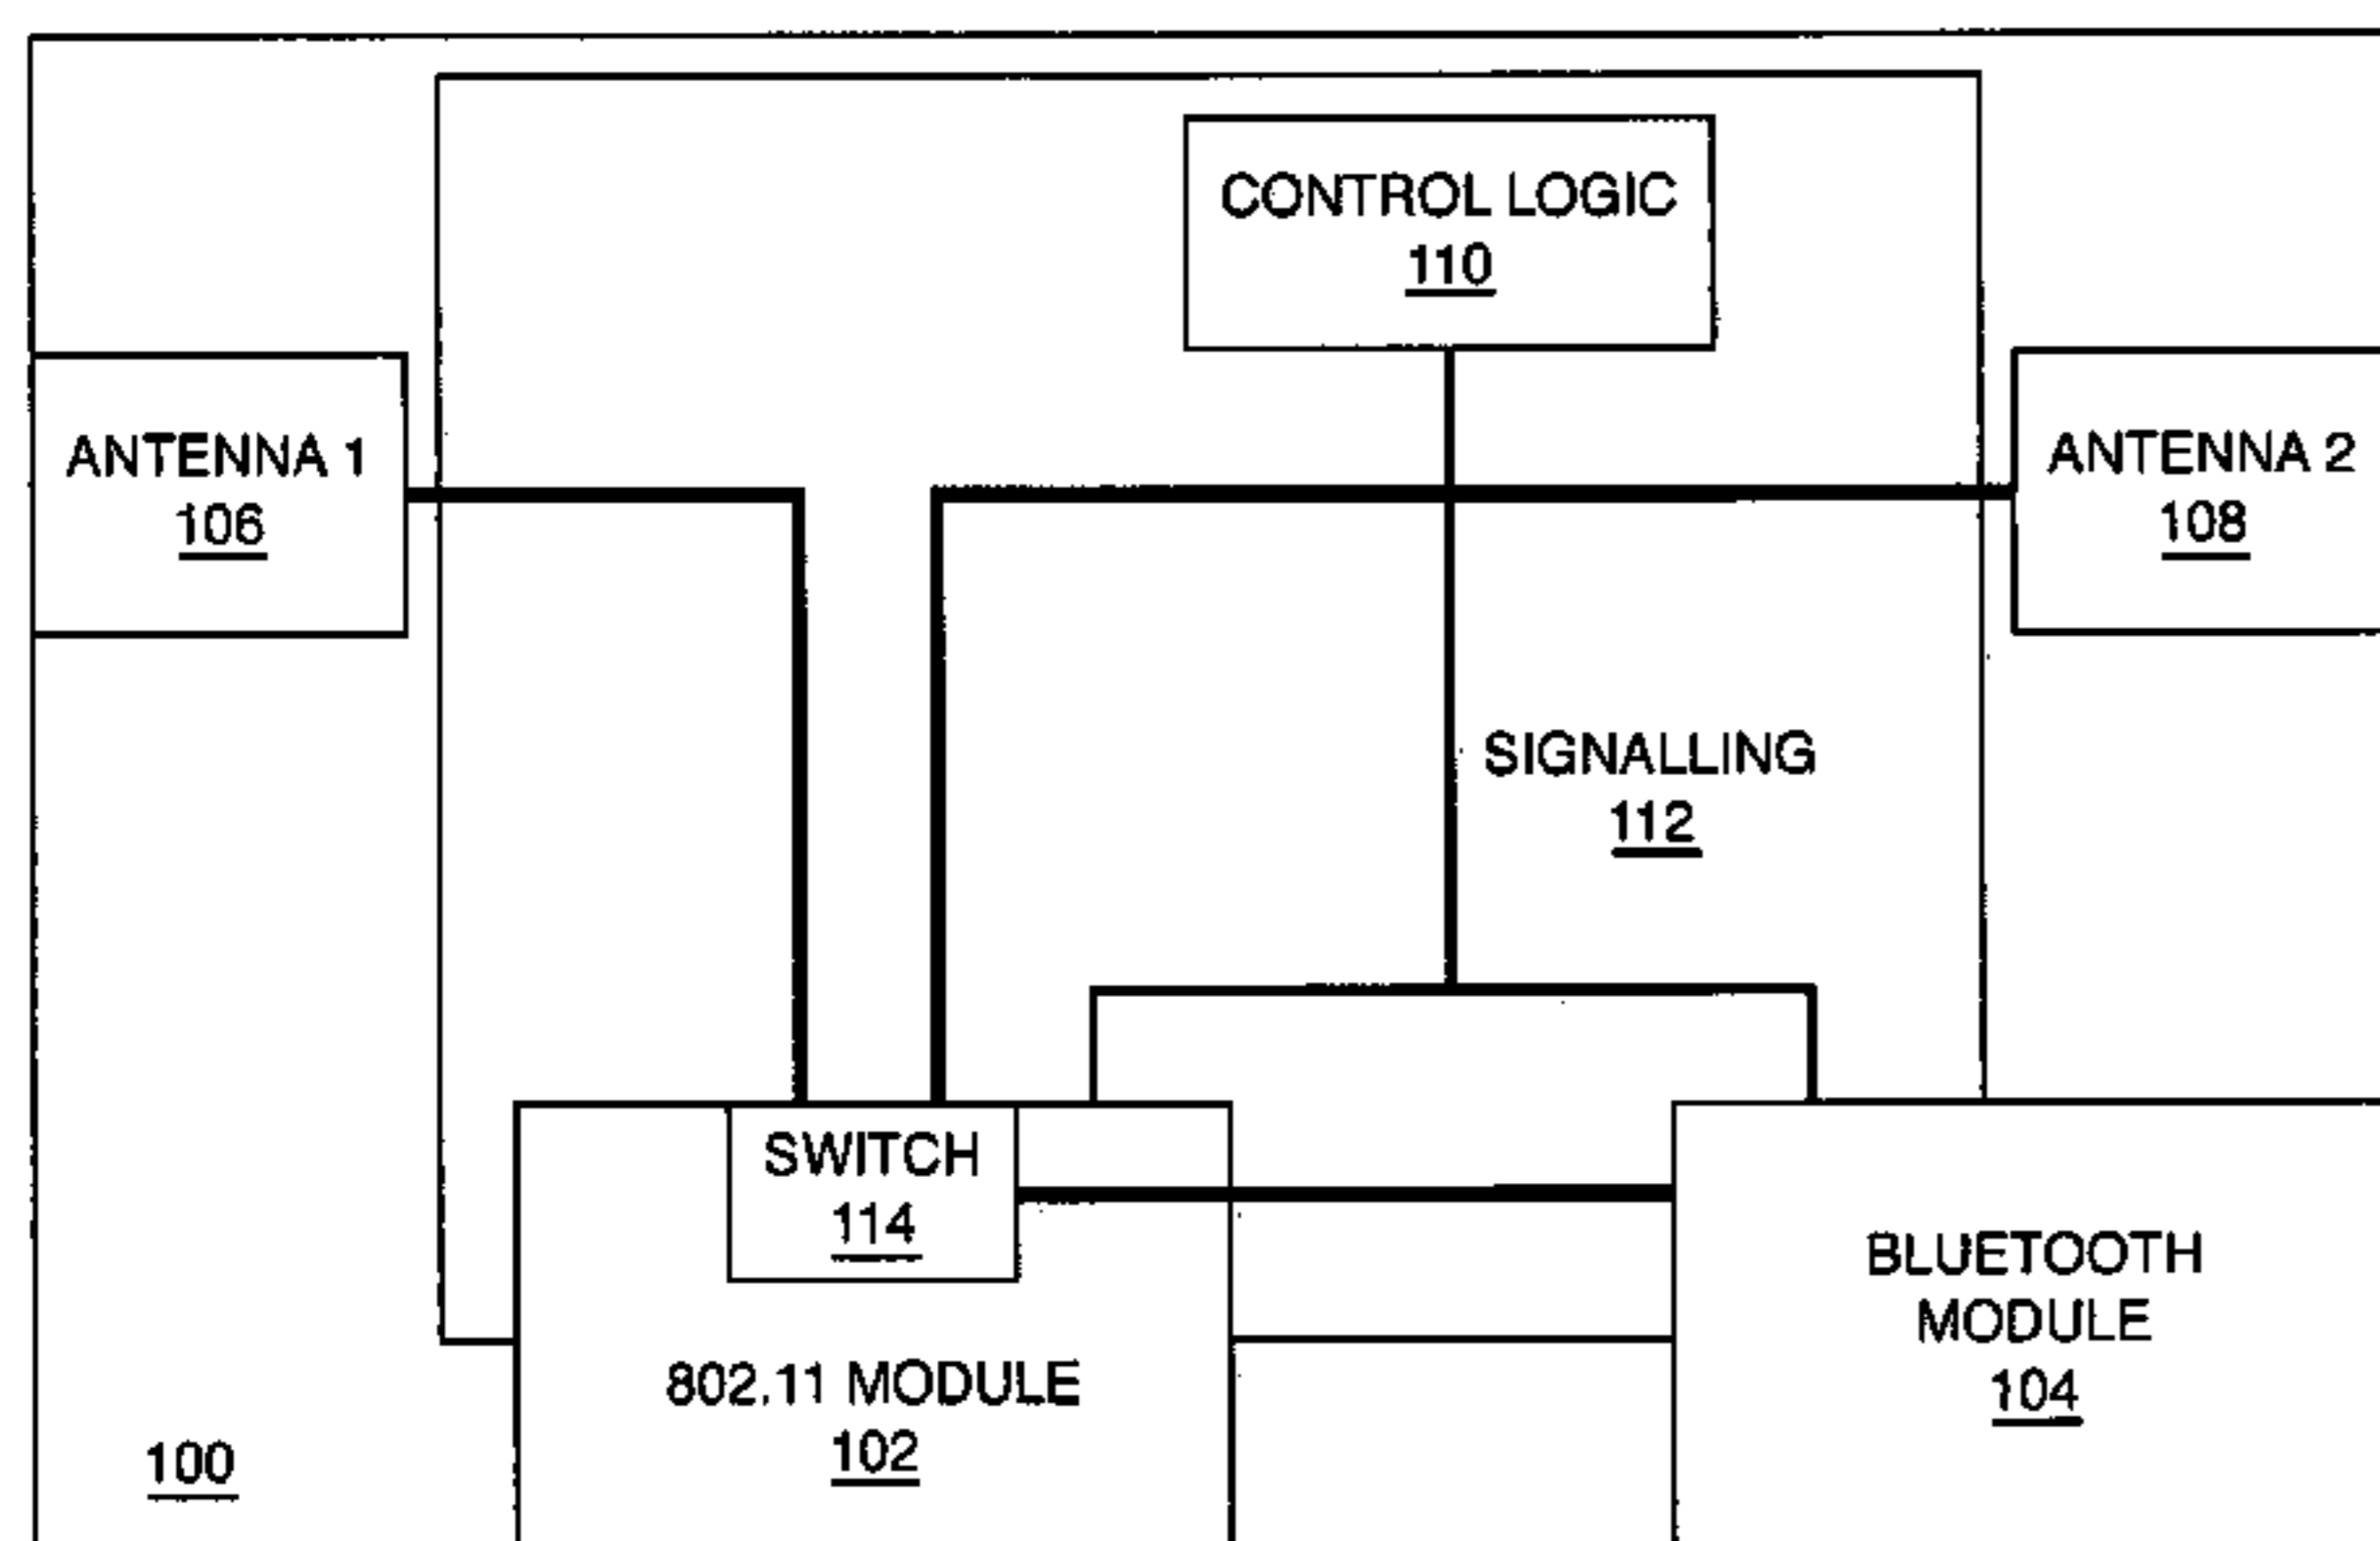 CONTROL LOGIC
110
ANTENNA 1
106
ANTENNA 2
108
SIGNALLING
112
SWITCH
114
802.11 MODULE
102
BLUETOOTH
MODULE
104
100